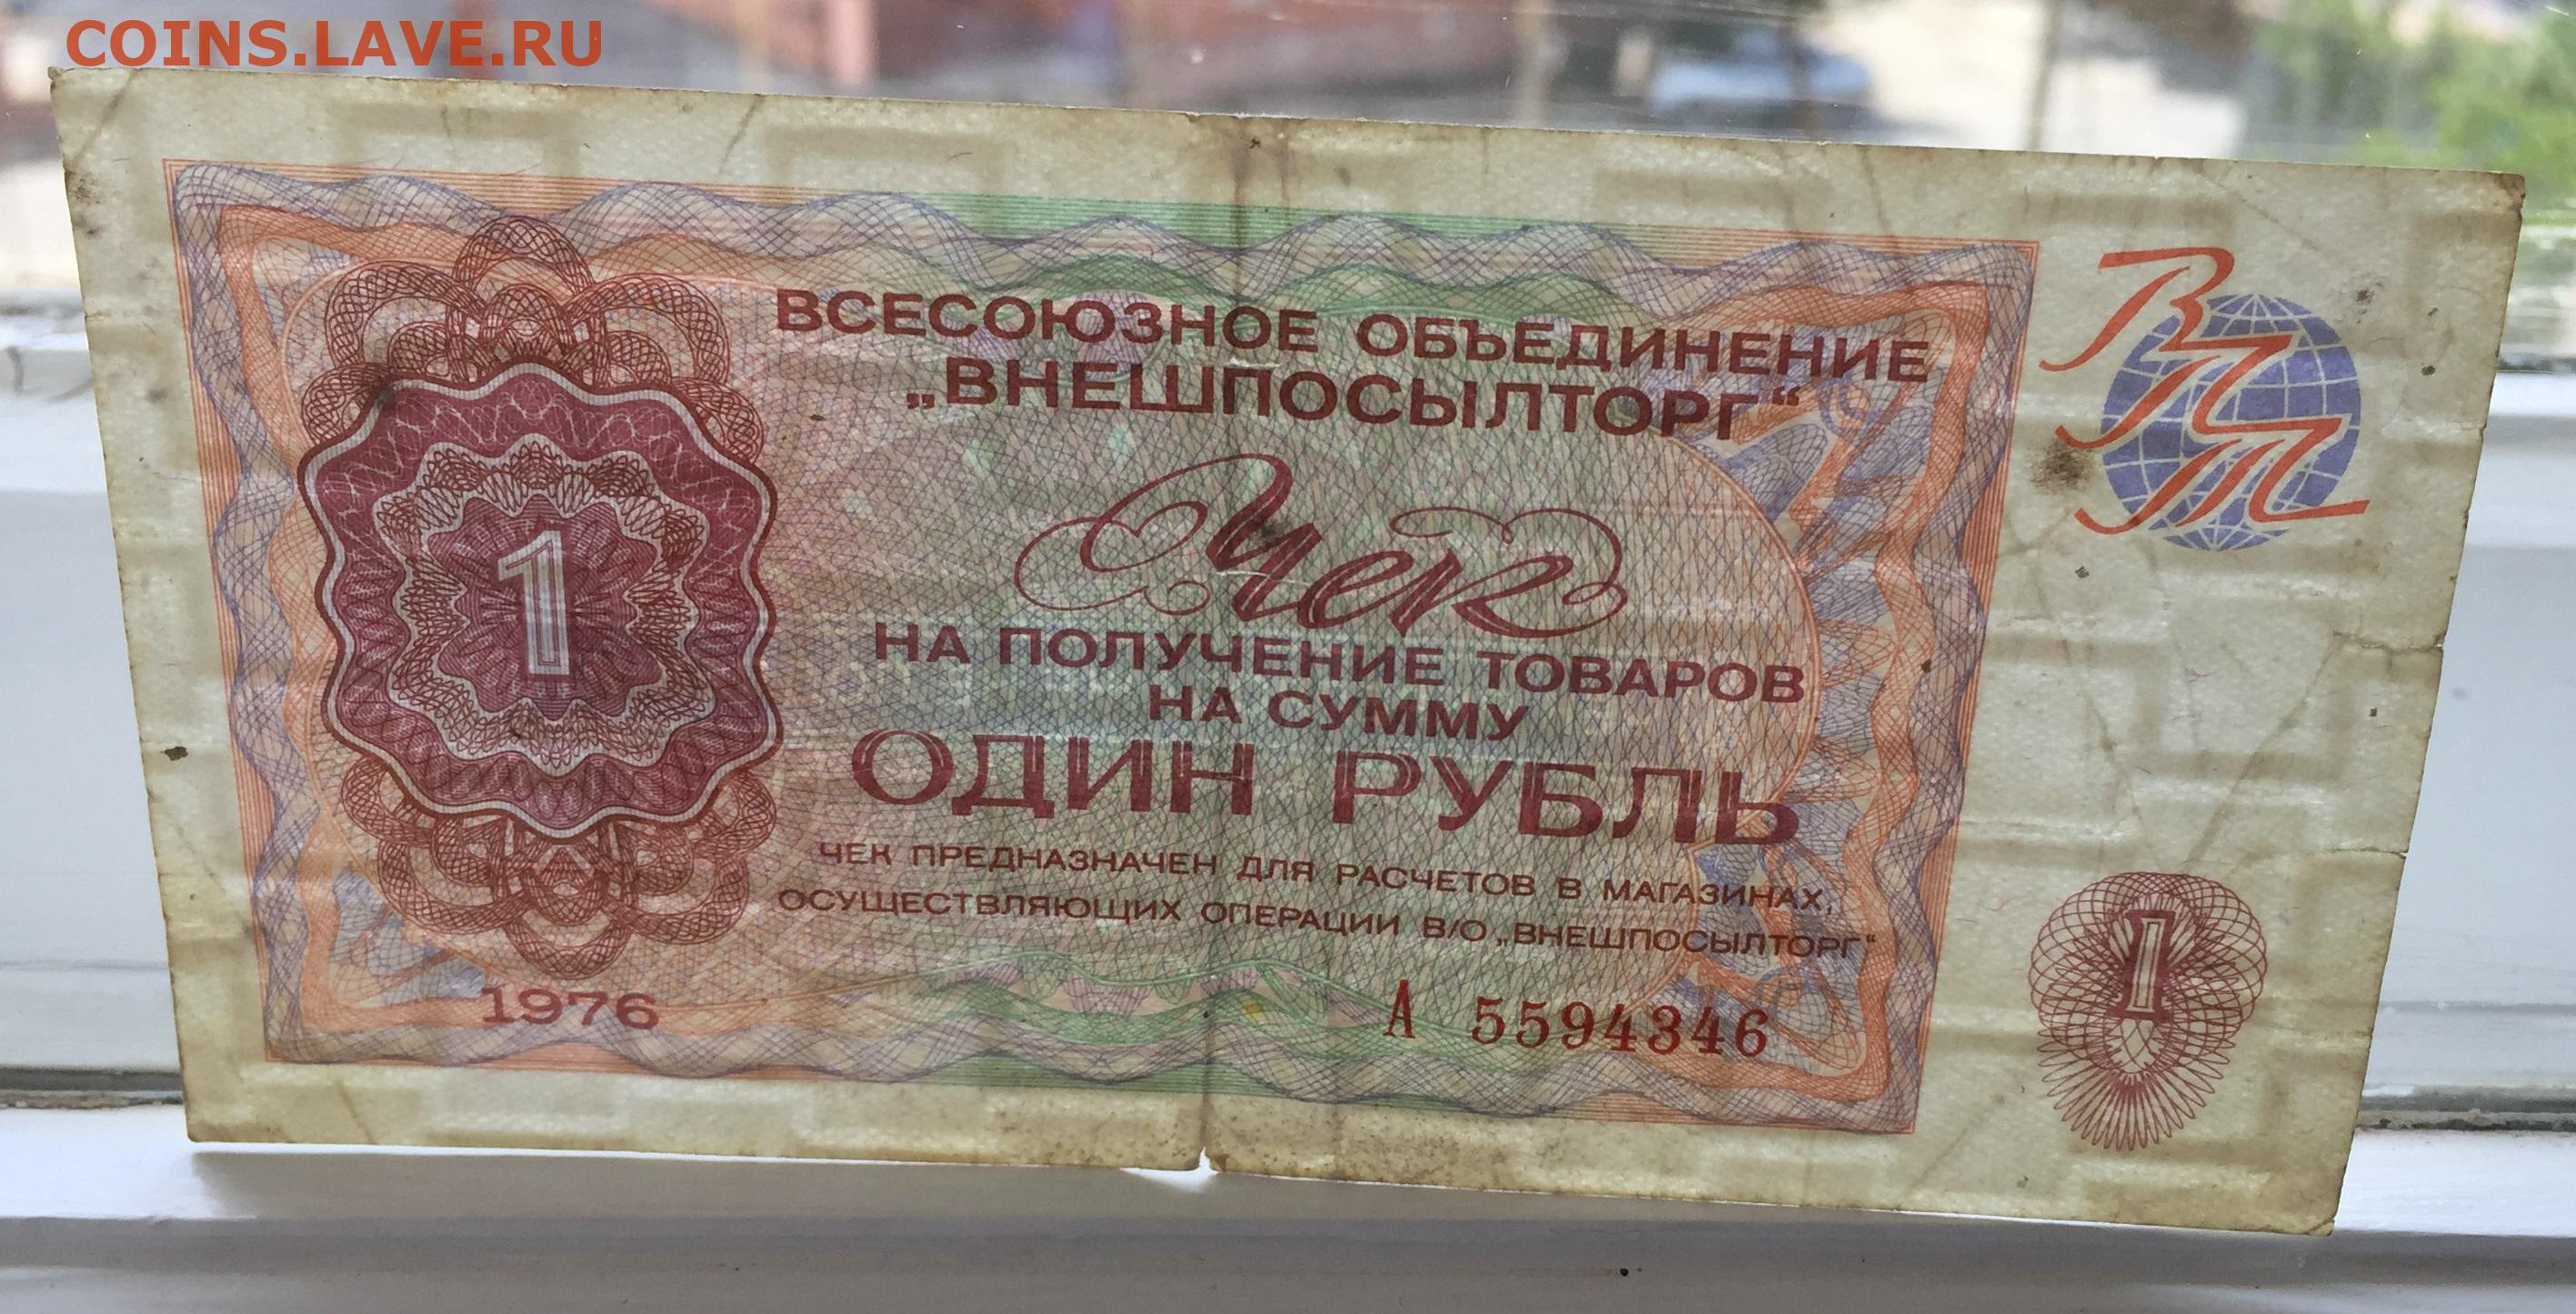 COINS.LAVE.RU
ВСЕСОЮЗНОЕ ОБЪЕДИНЕНИЕ
„ВНЕШПОСЫЛТОРГ“
ВПТ
Чек
1
НА ПОЛУЧЕНИЕ ТОВАРОВ
НА СУММУ
ОДИН РУБЛЬ
ЧЕК ПРЕДНАЗНАЧЕН ДЛЯ РАСЧЕТОВ В МАГАЗИНАХ,
ОСУЩЕСТВЛЯЮЩИХ ОПЕРАЦИИ В/О „ВНЕШПОСЫЛТОРГ“
1976
А 5594346
1